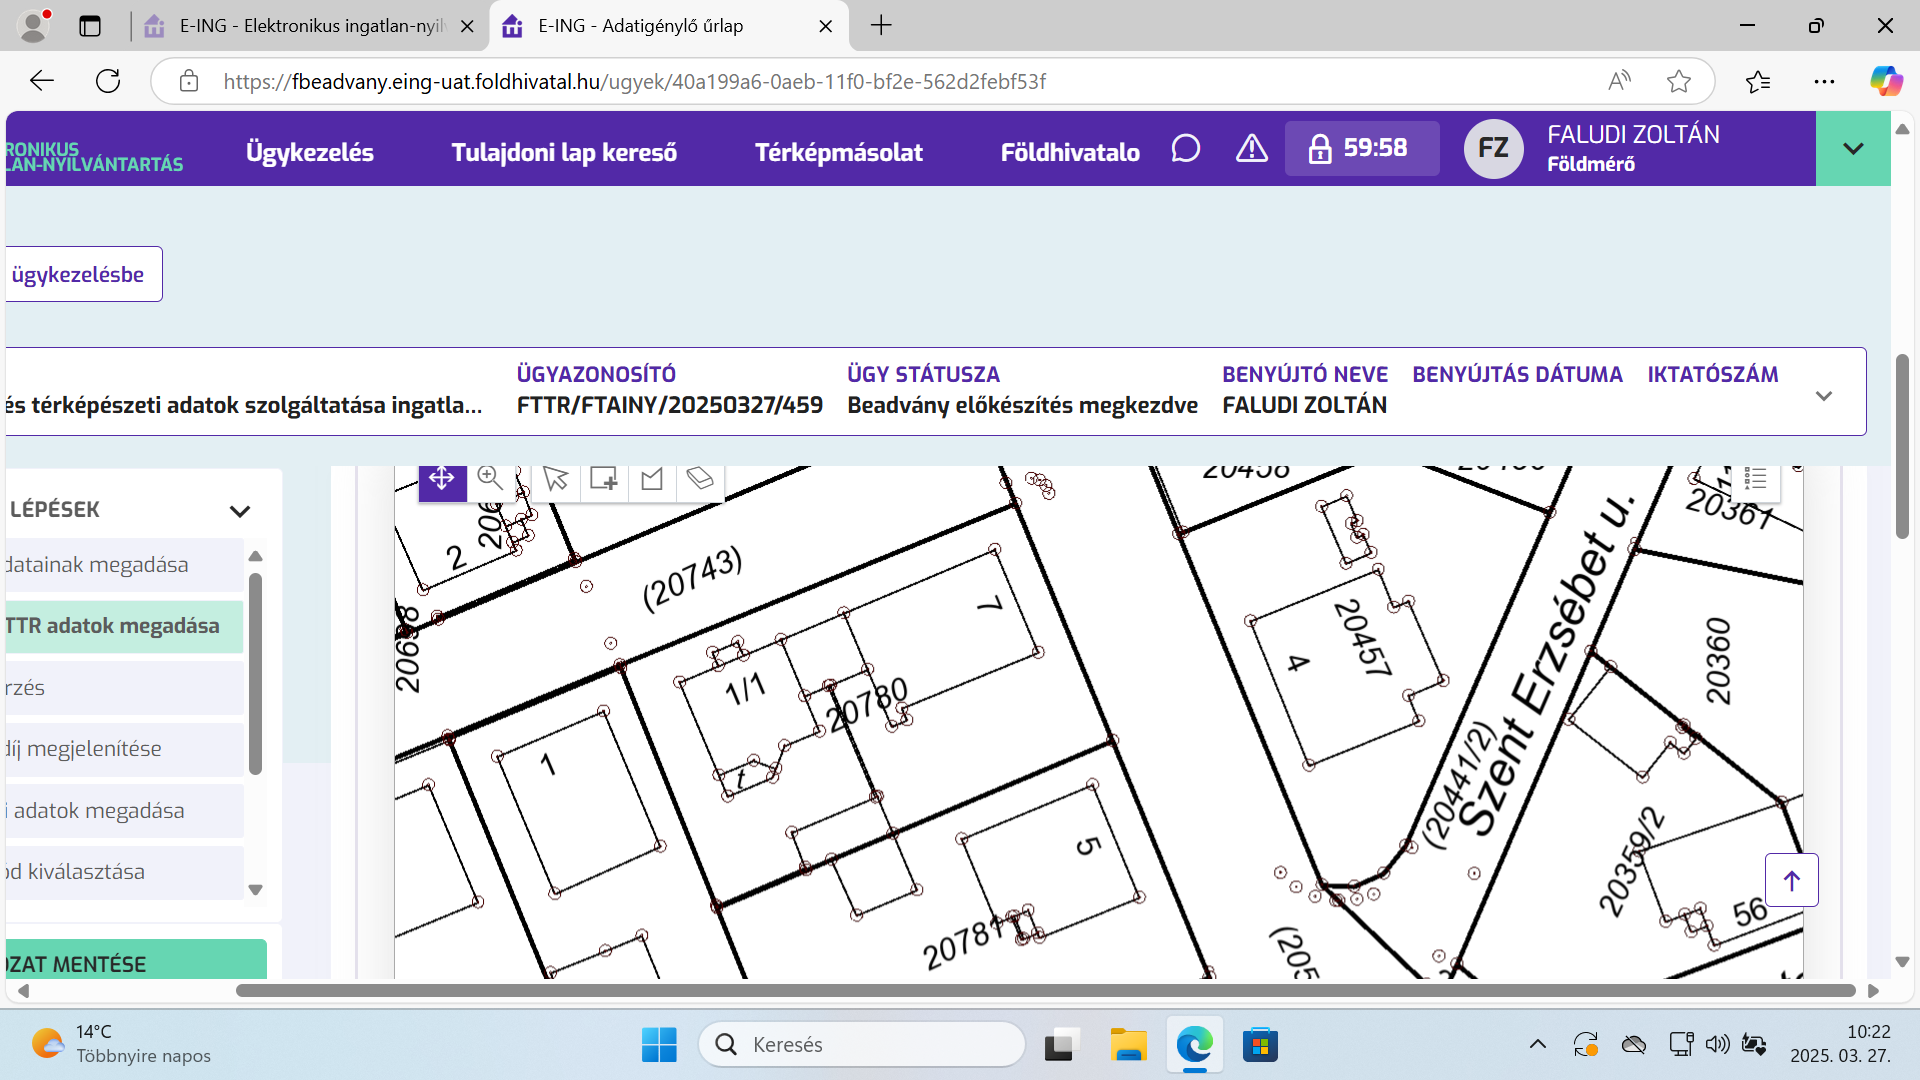 E-ING - Elektronikus ingatlan-nyil
E-ING - Adatigénylő űrlap
https://fbeadvany.eing-uat.foldhivatal.hu/ugyek/40a199a6-0aeb-11f0-bf2e-562d2febf53f
RONIKUS
LAN-NYILVÁNTARTÁS
Ügykezelés
Tulajdoni lap kereső
Térképmásolat
Földhivatalo
59:58
FZ
FALUDI ZOLTÁN
Földmérő
ügykezelésbe
és térképészeti adatok szolgáltatása ingatla...
ÜGYAZONOSÍTÓ
FTTR/FTAINY/20250327/459
ÜGY STÁTUSZA
Beadvány előkészítés megkezdve
BENYÚJTÓ NEVE
FALUDI ZOLTÁN
BENYÚJTÁS DÁTUMA
IKTATÓSZÁM
LÉPÉSEK
datainak megadása
TTR adatok megadása
rzés
díj megjelenítése
i adatok megadása
ód kiválasztása
OZAT MENTÉSE
2
206
(20743)
20458
20361
7
1/1
20780
t
1
4
20457
20360
Szent Erzsébet u.
(20441/2)
20359/2
56
5
20781
(205
14°C
Többnyire napos
Keresés
10:22
2025. 03. 27.